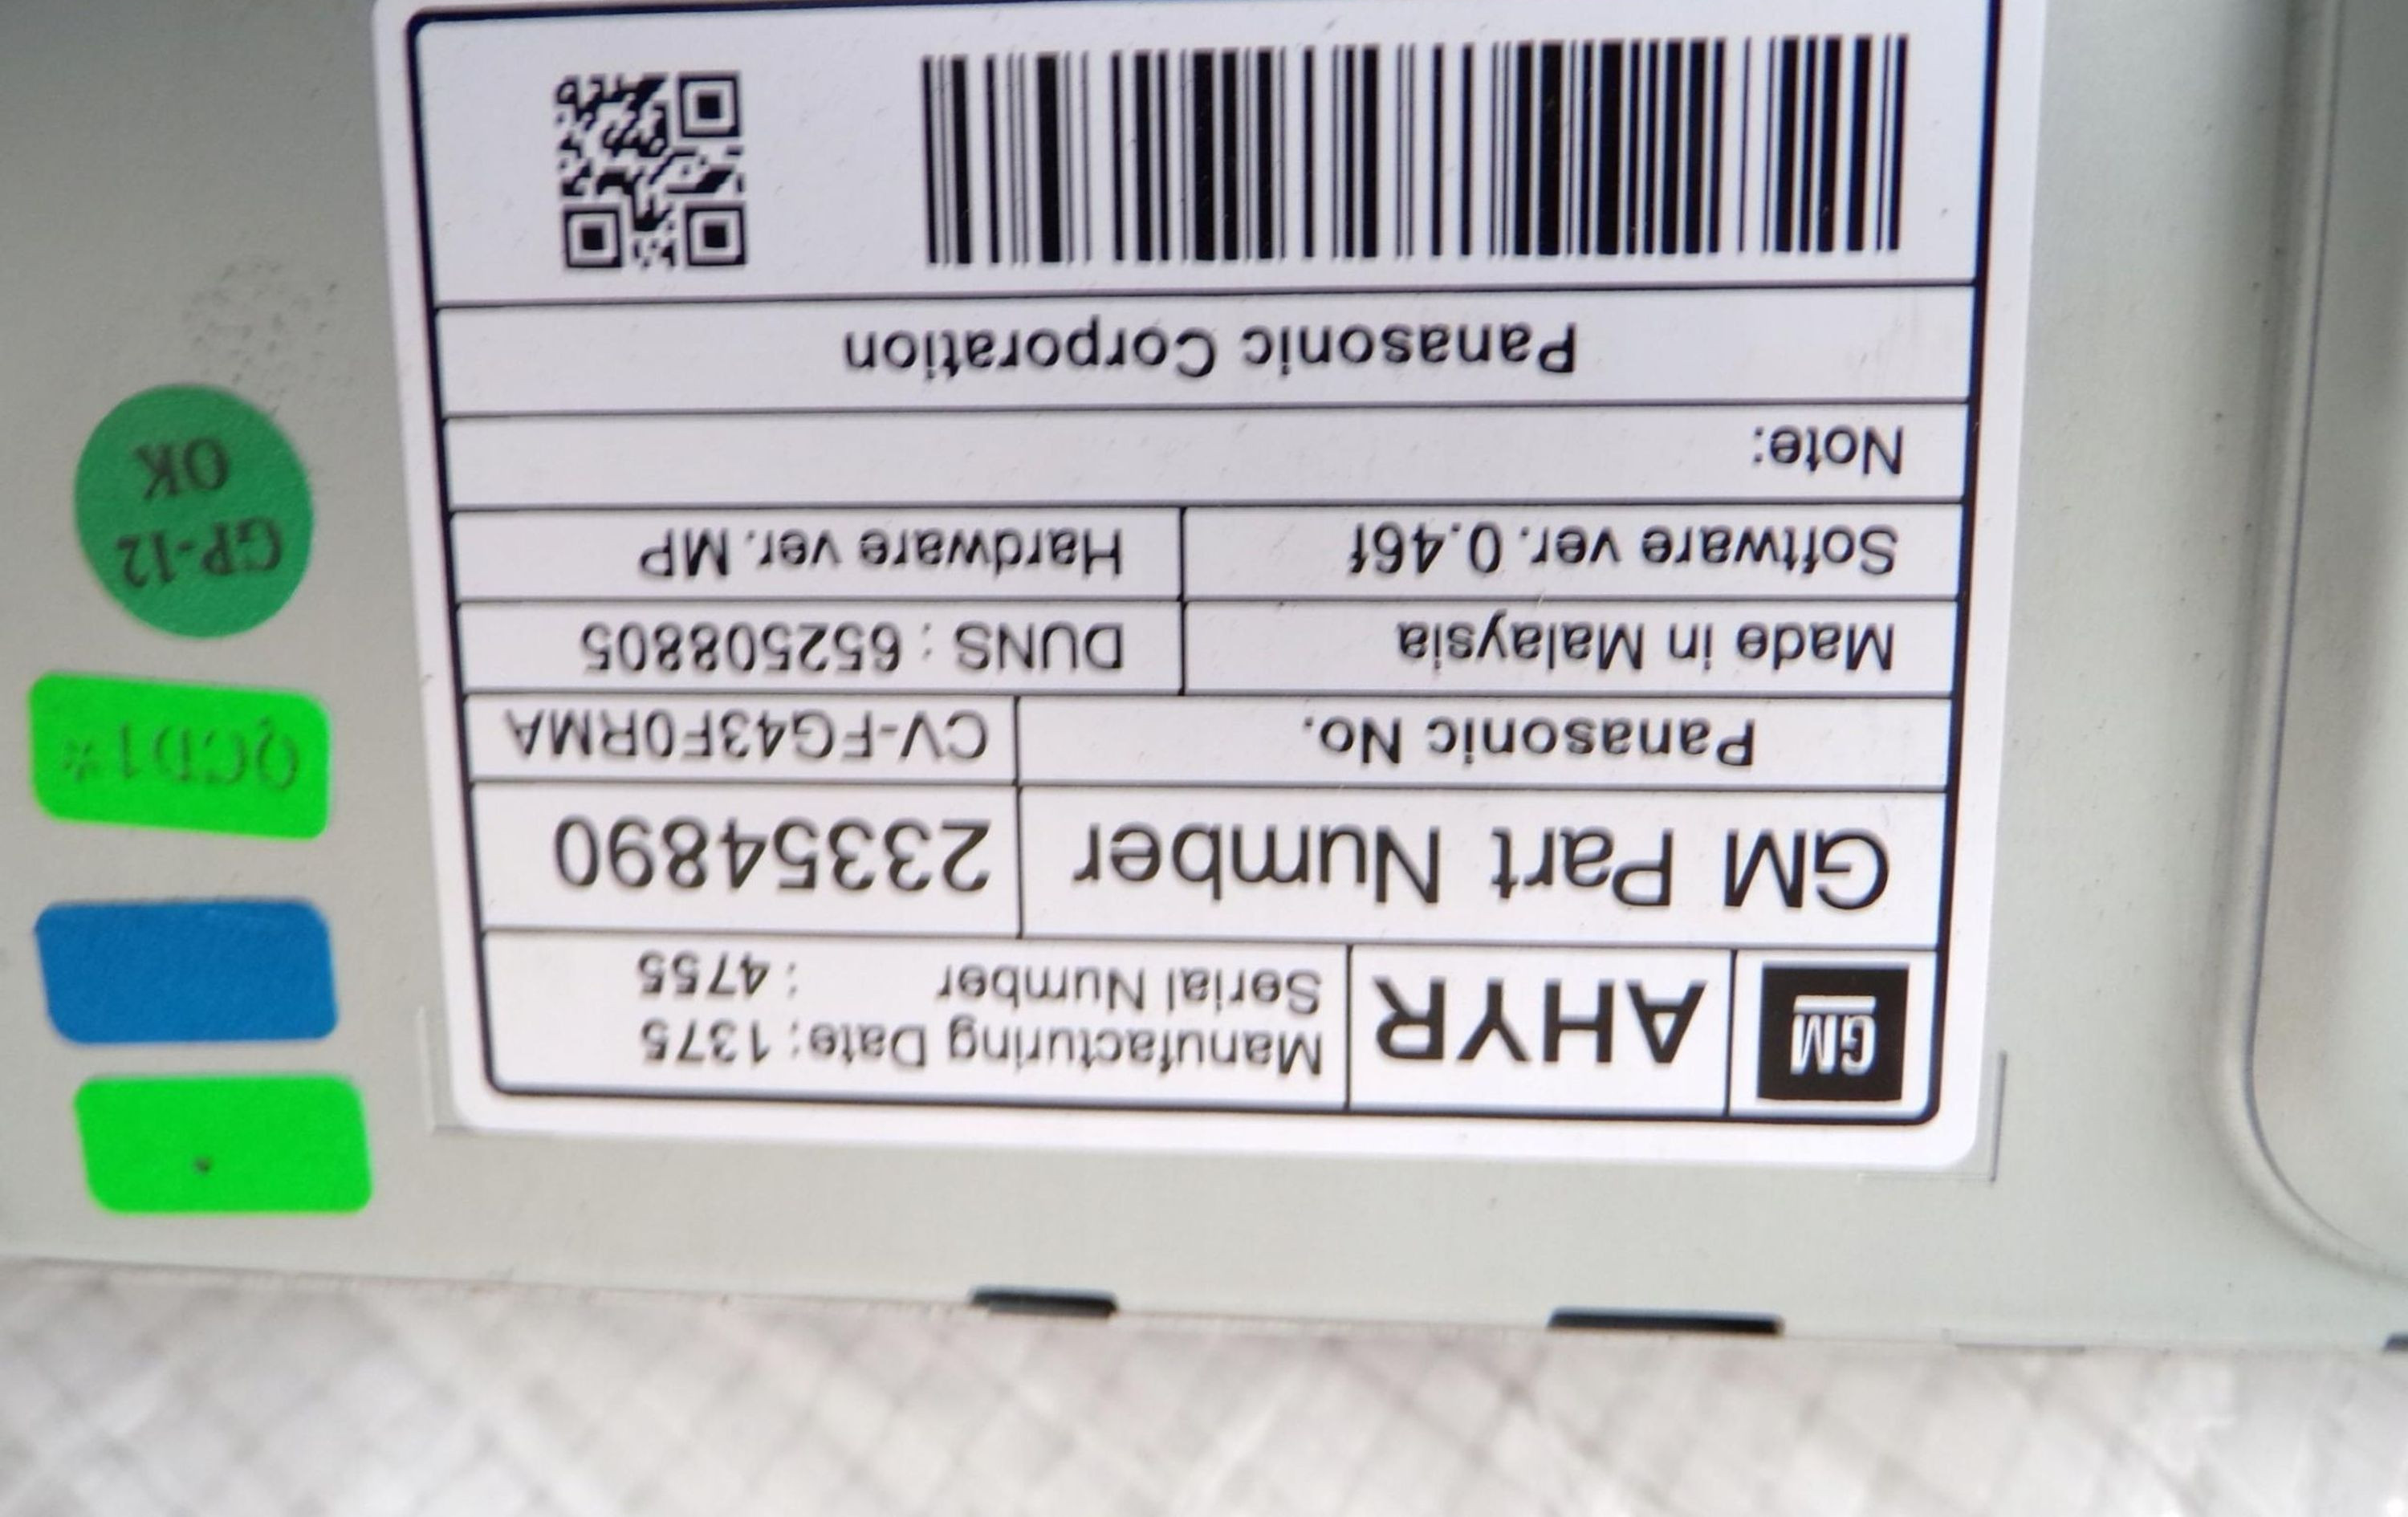 GM
AHYR
Manufacturing Date: 1375
Serial Number : 4755
GM Part Number 23354890
Panasonic No. CV-FG43F0RMA
Made in Malaysia DUNS : 652508805
Software ver. 0.46f Hardware ver. MP
Note:
Panasonic Corporation
QCD1*
GP-12
OK